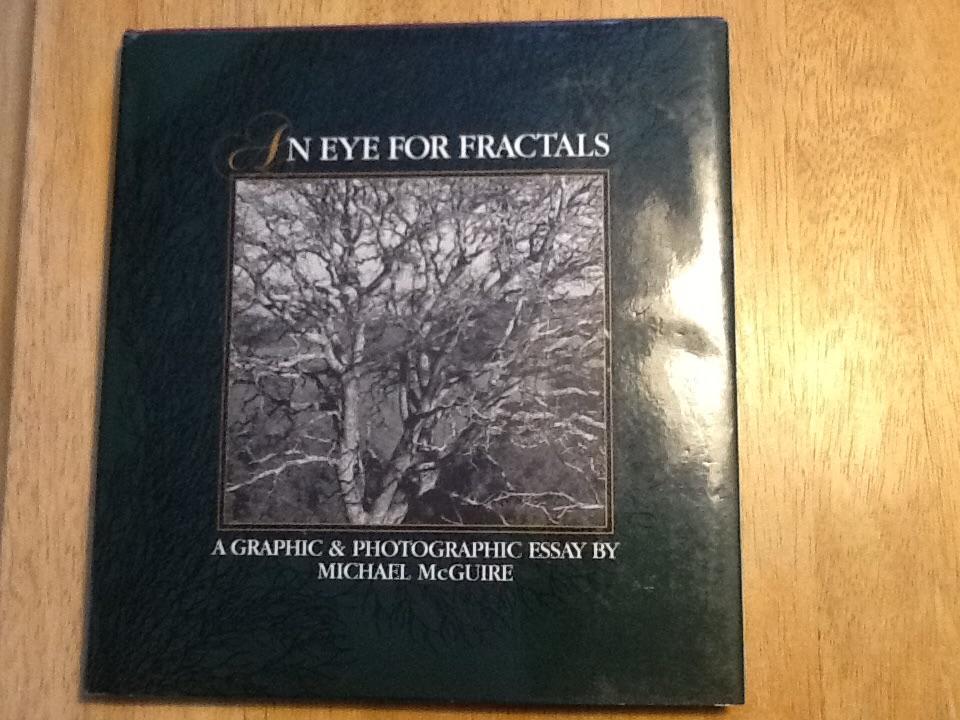 AN EYE FOR FRACTALS
A GRAPHIC & PHOTOGRAPHIC ESSAY BY
MICHAEL McGUIRE